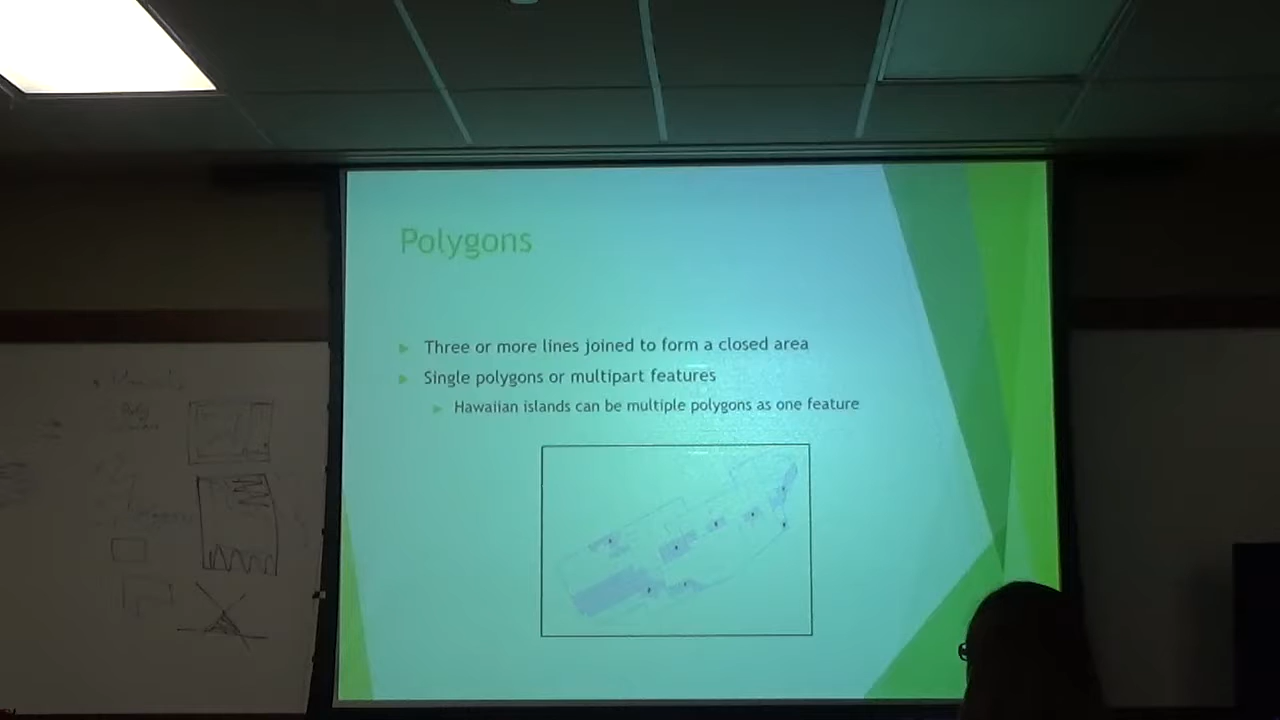 Polygons
Three or more lines joined to form a closed area
Single polygons or multipart features
Hawaiian islands can be multiple polygons as one feature